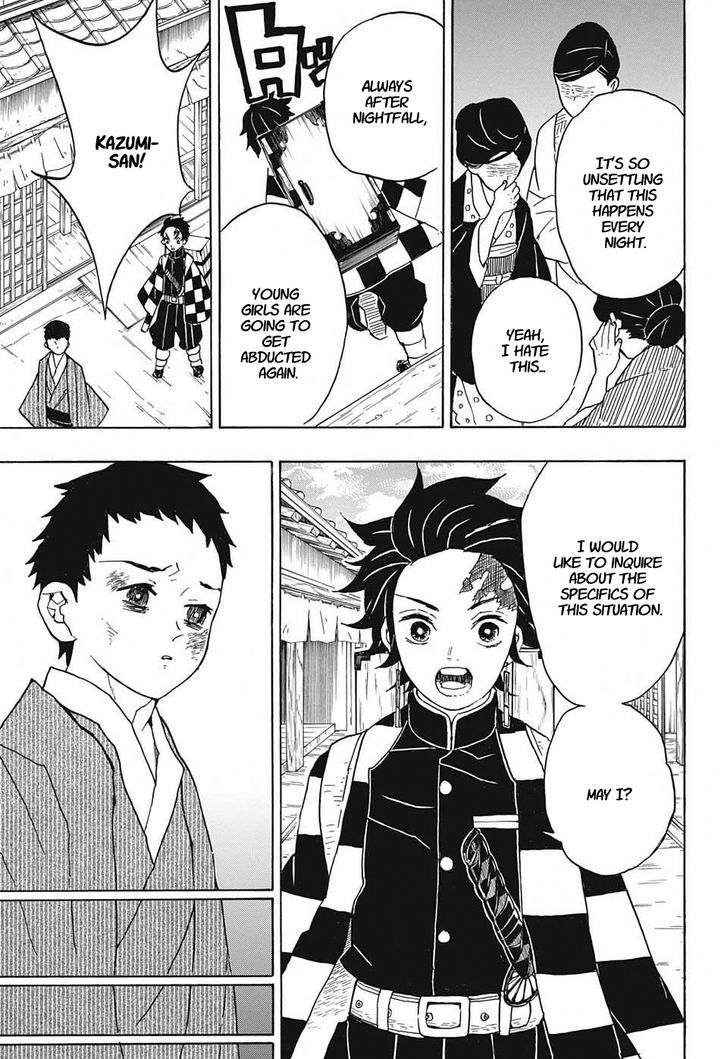 IT'S SO
UNSETTLING
THAT THIS
HAPPENS
EVERY
NIGHT.
YEAH,
I HATE
THIS...
ALWAYS
AFTER
NIGHTFALL,
YOUNG
GIRLS ARE
GOING TO
GET
ABDUCTED
AGAIN.
KAZUMI-
SAN!
I WOULD
LIKE TO INQUIRE
ABOUT THE
SPECIFICS OF
THIS SITUATION.
MAY I?